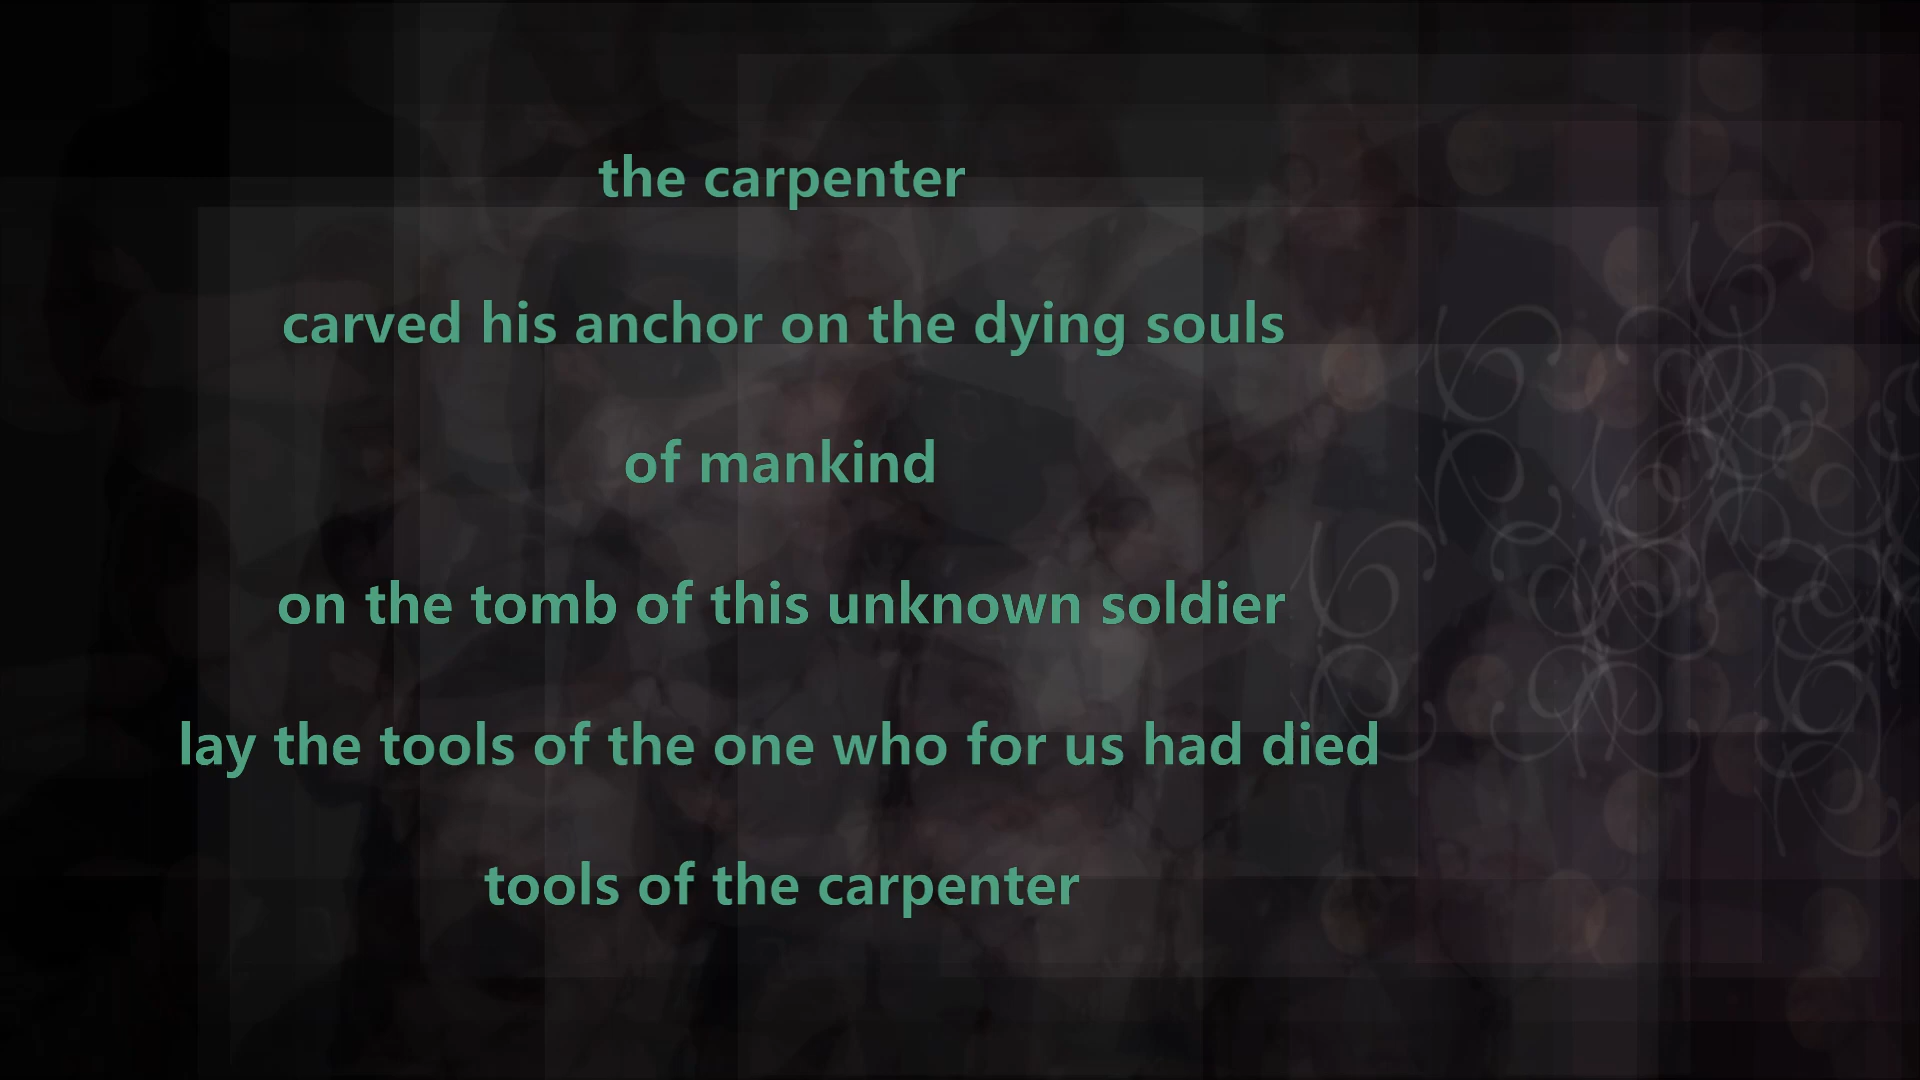 the carpenter
carved his anchor on the dying souls
of mankind
on the tomb of this unknown soldier
lay the tools of the one who for us had died
tools of the carpenter